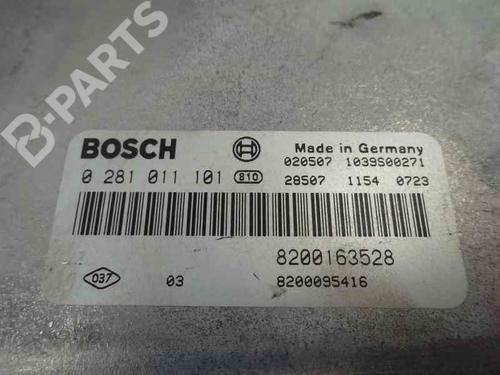 B-PARTS
BOSCH
Made in Germany
020507 1039S00271
0 281 011 101 810
28507 1154 0723
8200163528
037 03 8200095416